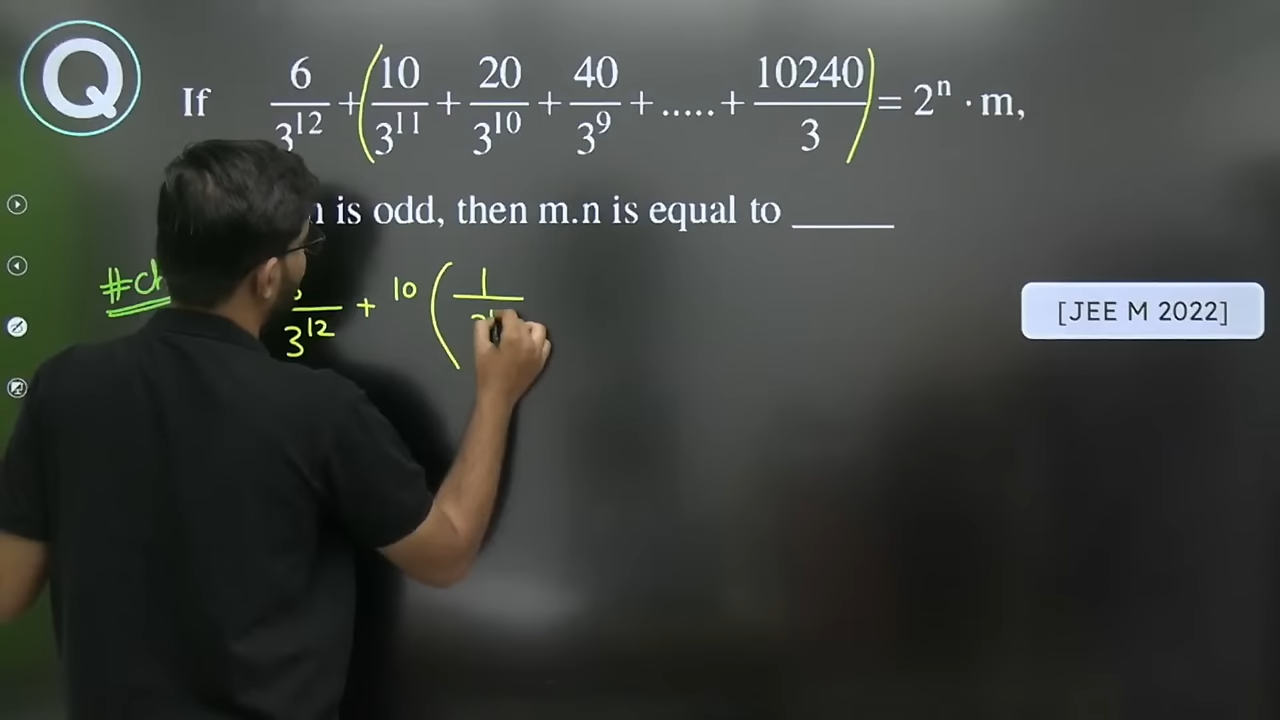 Q
If 6/3^12 + (10/3^11 + 20/3^10 + 40/3^9 + ..... + 10240/3) = 2^n · m,
is odd, then m.n is equal to _____
[JEE M 2022]
/3^12 + 10 ( 1/